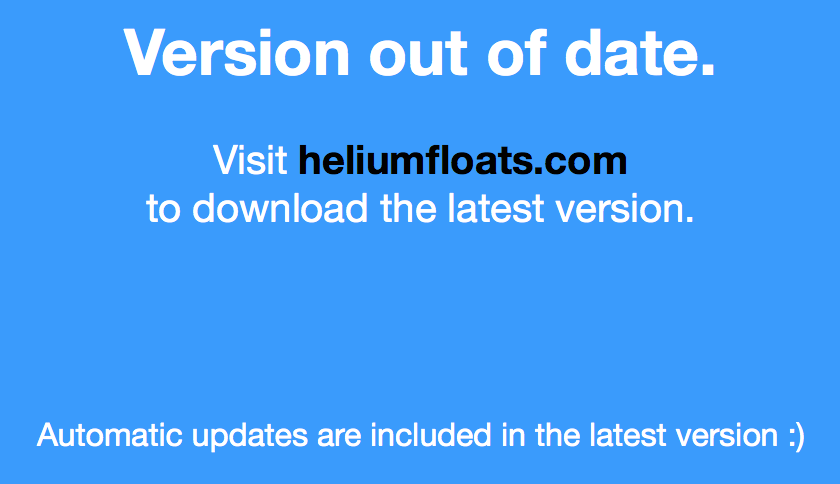 Version out of date.
Visit heliumfloats.com
to download the latest version.
Automatic updates are included in the latest version :)